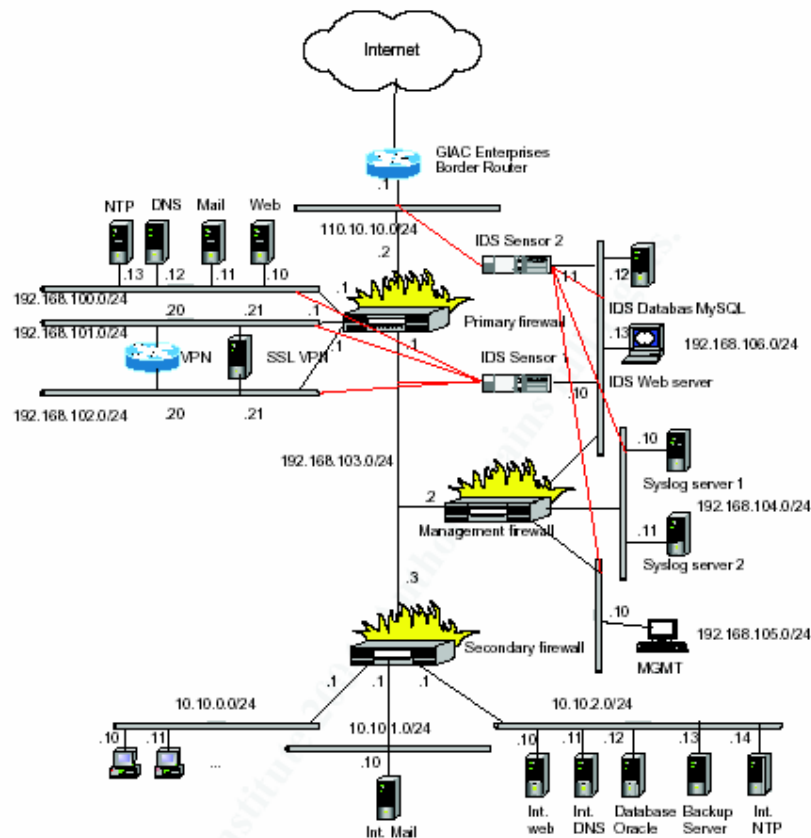 Internet
GIAC Enterprises
Border Router
.1
NTP
DNS
Mail
Web
110.10.10.0/24
IDS Sensor 2
.13
.12
.11
.10
.2
.11
.12
192.168.100.0/24
.1
IDS Databas MySQL
.20
.21
.1
192.168.101.0/24
Primary firewall
.13
192.168.106.0/24
VPN
SSL VPN
.1
.1
IDS Sensor 1
IDS Web server
.10
192.168.102.0/24
.20
.21
.10
192.168.103.0/24
Syslog server 1
.2
192.168.104.0/24
Management firewall
.11
Syslog server 2
.3
.10
192.168.105.0/24
Secondary firewall
MGMT
10.10.0.0/24
.1
.1
.1
10.10.2.0/24
.10
.11
...
10.10.1.0/24
.10
.11
.12
.13
.14
.10
Int. Mail
Int.
web
Int.
DNS
Database
Oracle
Backup
Server
Int.
NTP